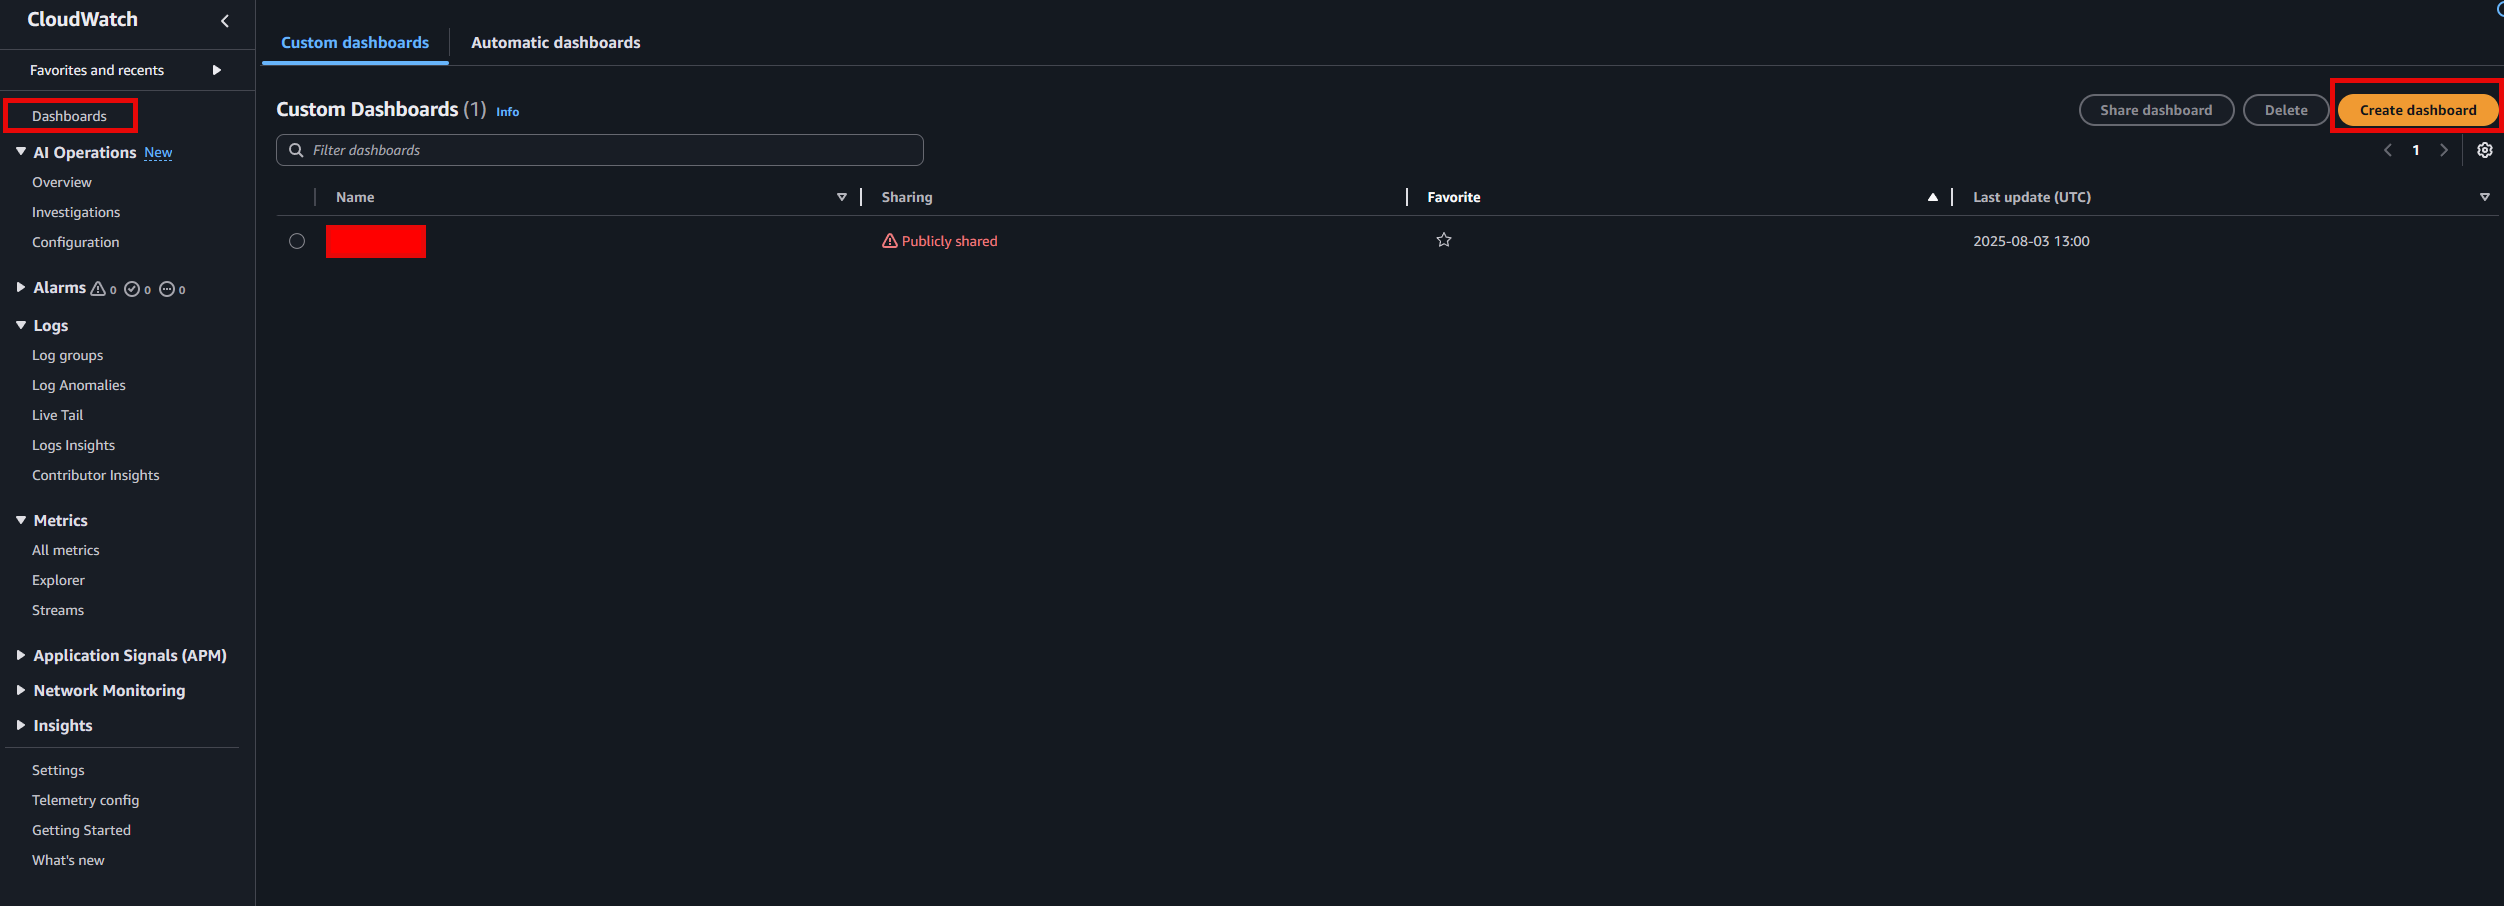 CloudWatch
Favorites and recents
Dashboards
AI Operations New
Overview
Investigations
Configuration
Alarms 0 0 0
Logs
Log groups
Log Anomalies
Live Tail
Logs Insights
Contributor Insights
Metrics
All metrics
Explorer
Streams
Application Signals (APM)
Network Monitoring
Insights
Settings
Telemetry config
Getting Started
What's new
Custom dashboards Automatic dashboards
Custom Dashboards (1) Info
Share dashboard Delete Create dashboard
Filter dashboards
1
Name Sharing Favorite Last update (UTC)
Publicly shared 2025-08-03 13:00